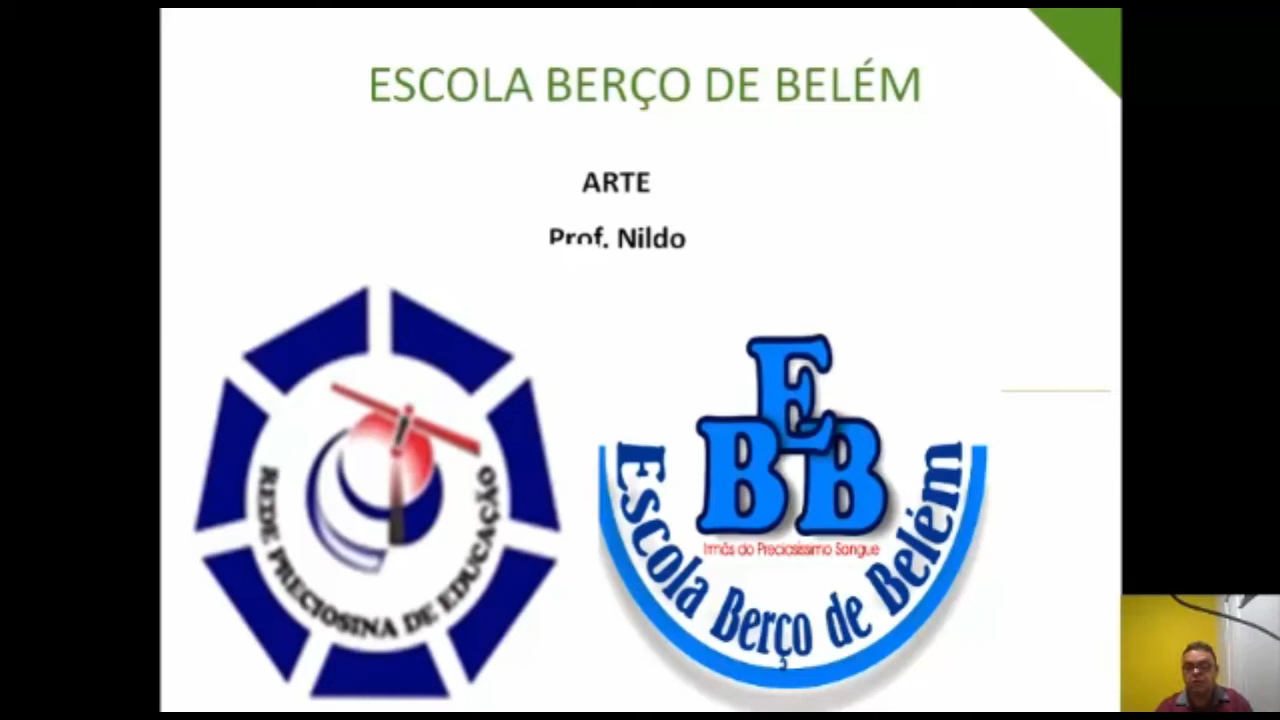 ESCOLA BERÇO DE BELÉM
ARTE
Prof. Nildo
REDE PRECIOSINA DE EDUCAÇÃO
EBB
Irmãs do Preciosíssimo Sangue
Escola Berço de Belém